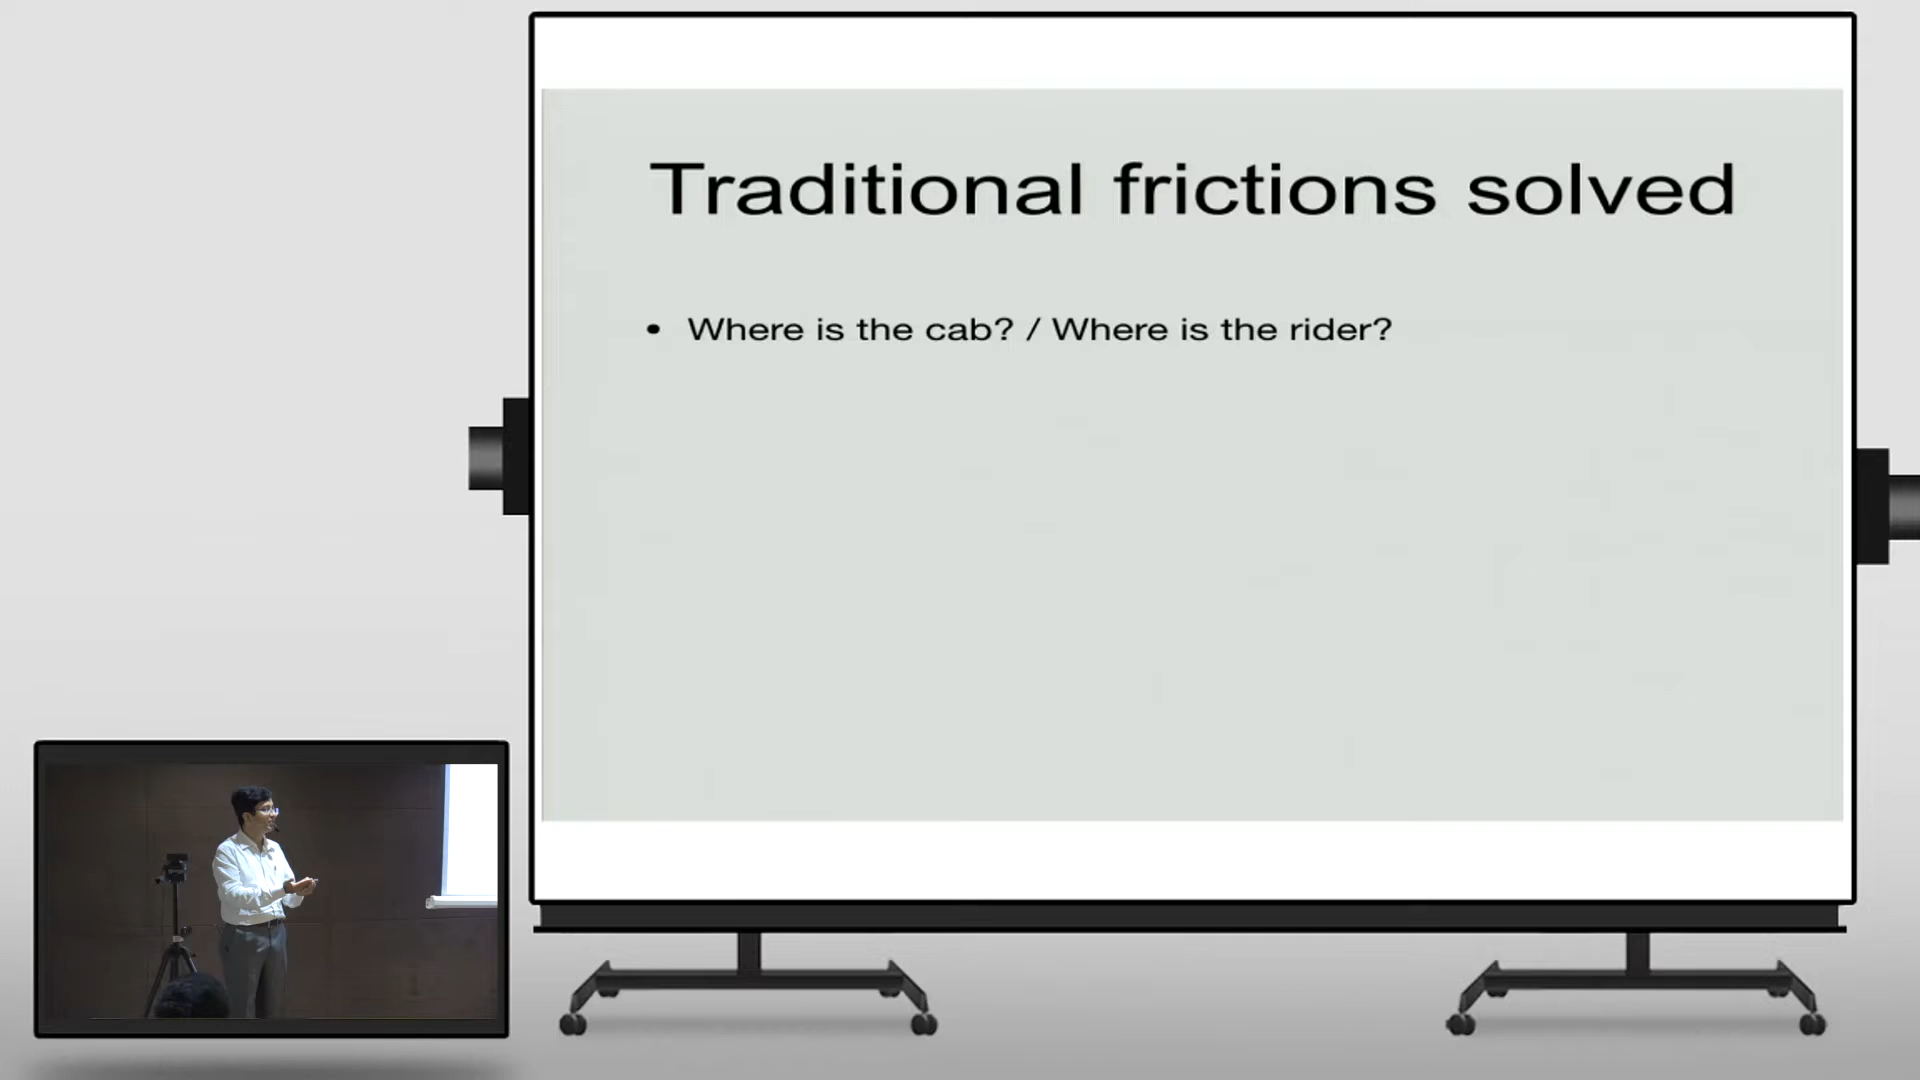 Traditional frictions solved
• Where is the cab? / Where is the rider?